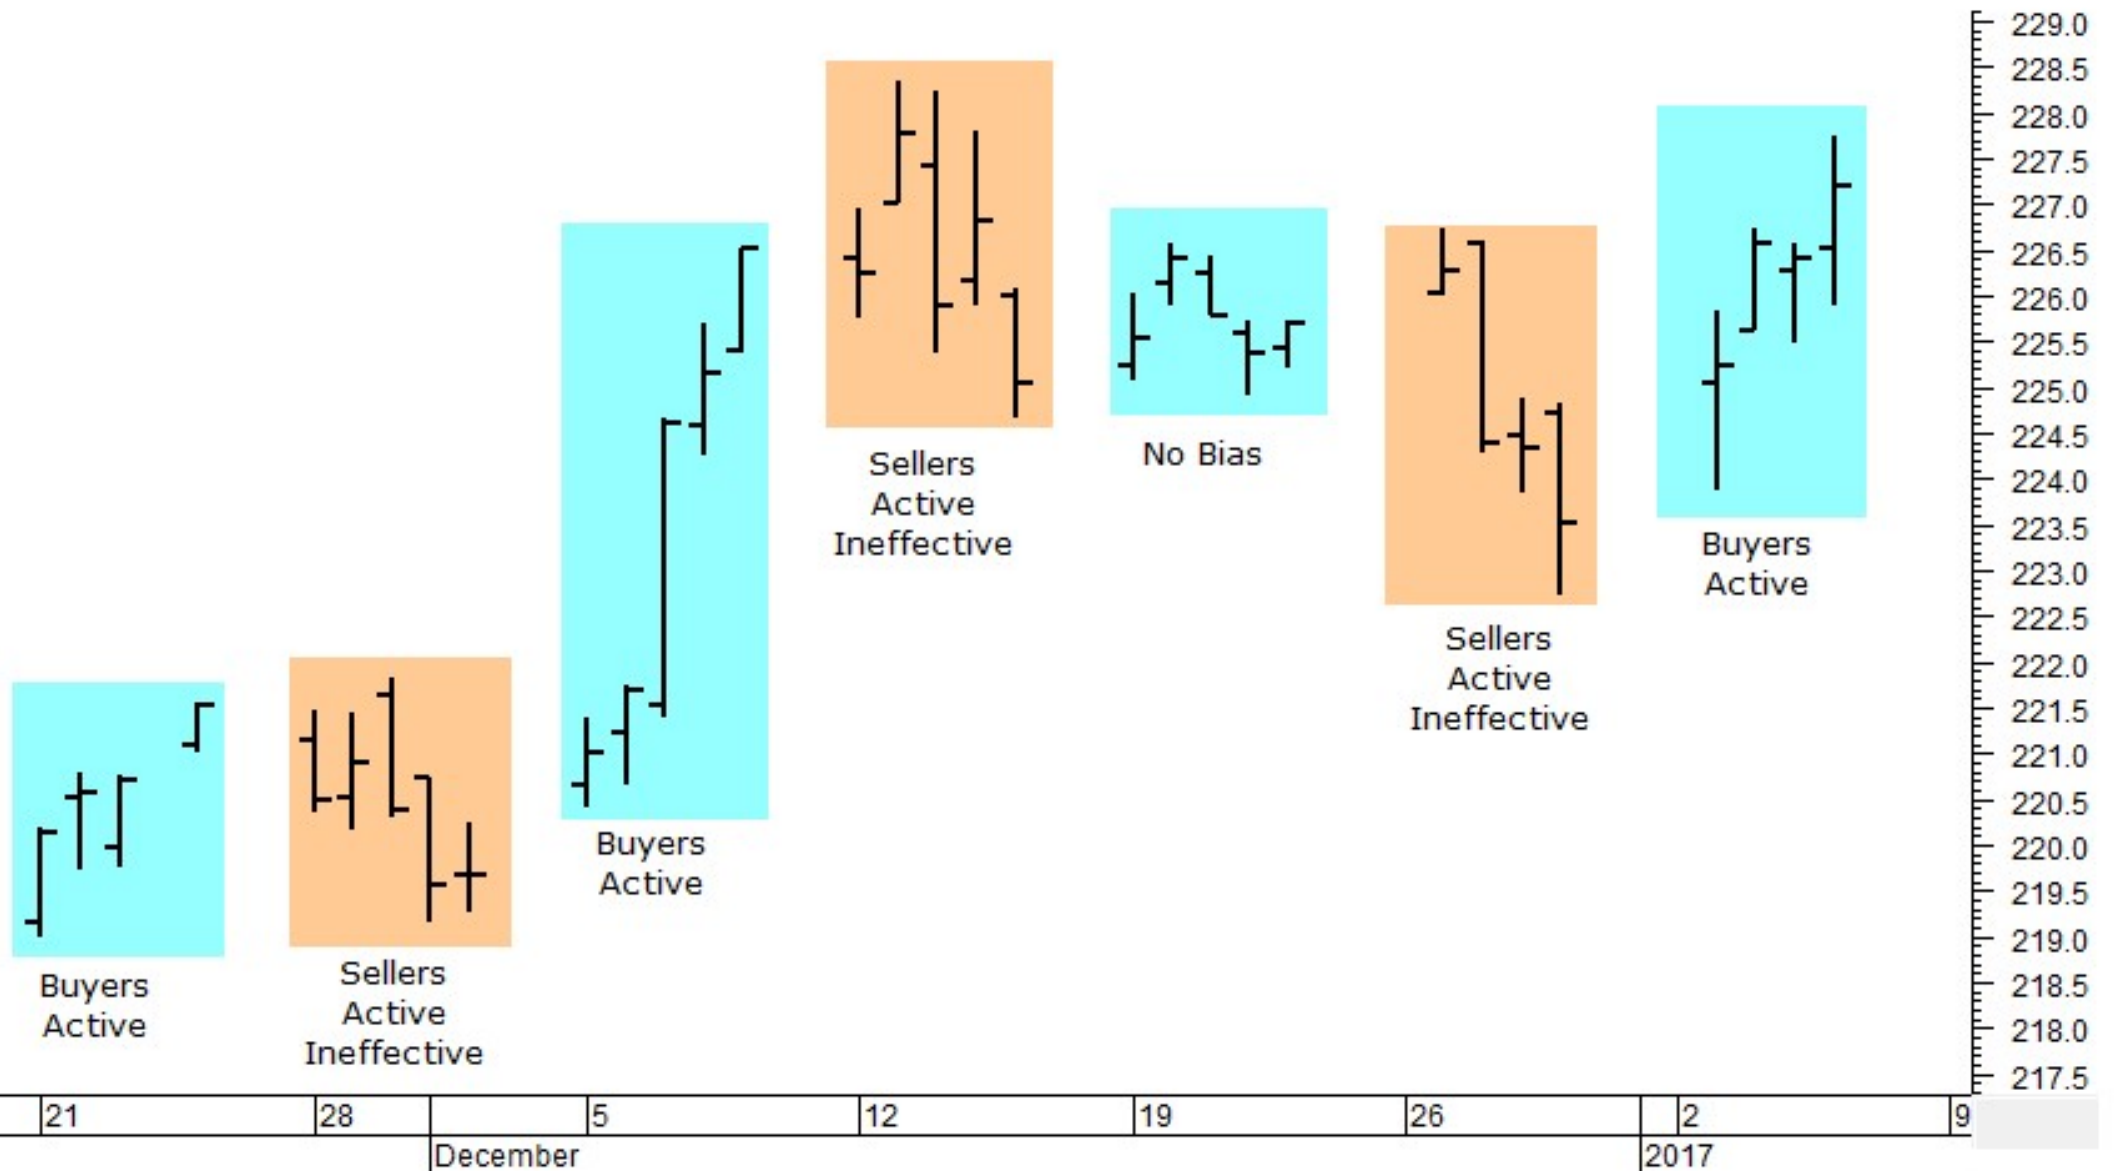 229.0
228.5
228.0
227.5
227.0
226.5
226.0
225.5
225.0
224.5
224.0
223.5
223.0
222.5
222.0
221.5
221.0
220.5
220.0
219.5
219.0
218.5
218.0
217.5
Buyers
Active
Sellers
Active
Ineffective
Buyers
Active
Sellers
Active
Ineffective
No Bias
Sellers
Active
Ineffective
Buyers
Active
21 28 5 12 19 26 2 9
December 2017